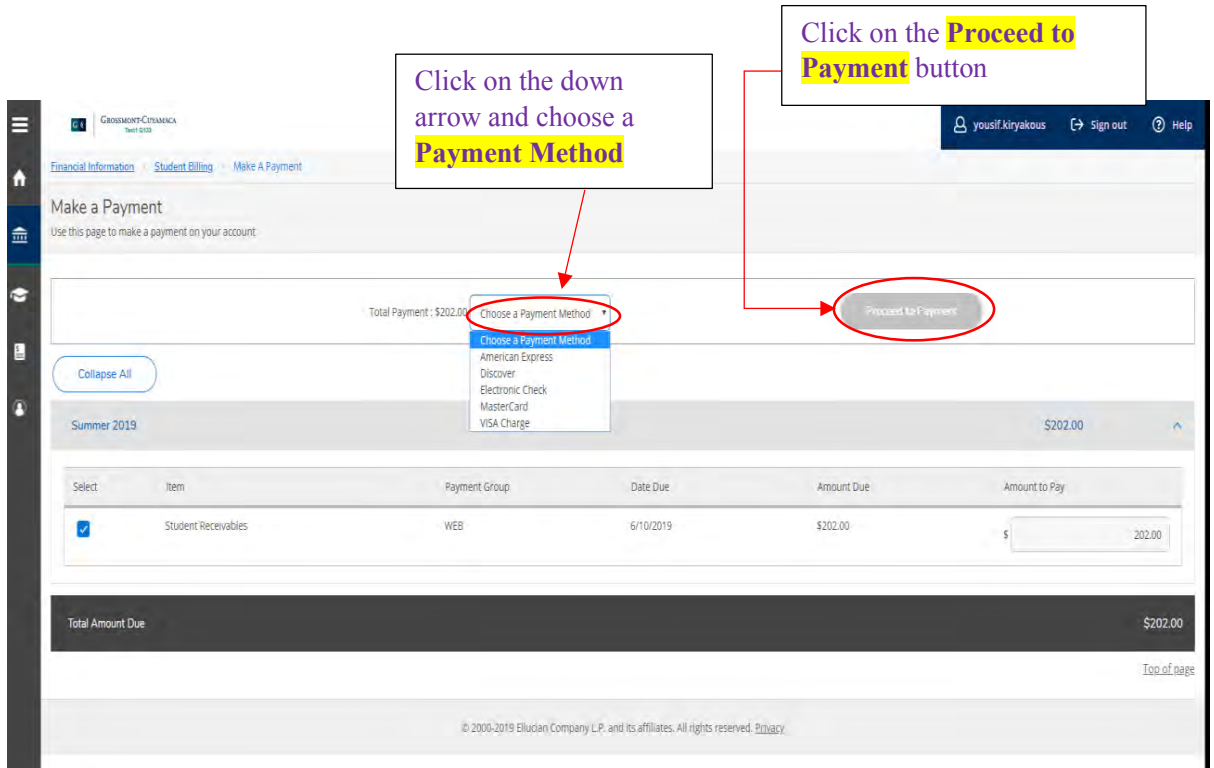 Click on the Proceed to
Payment button
Click on the down
arrow and choose a
Payment Method
GROSSMONT-CUYAMACA
yousif.kiryakous Sign out Help
Financial Information Student Billing Make A Payment
Make a Payment
Use this page to make a payment on your account
Total Payment : $202.00 Choose a Payment Method Proceed to Payment
Choose a Payment Method
American Express
Discover
Electronic Check
MasterCard
VISA Charge
Collapse All
Summer 2019 $202.00
Select Item Payment Group Date Due Amount Due Amount to Pay
Student Receivables WEB 6/10/2019 $202.00 $ 202.00
Total Amount Due $202.00
Top of page
© 2000-2019 Ellucian Company L.P. and its affiliates. All rights reserved. Privacy